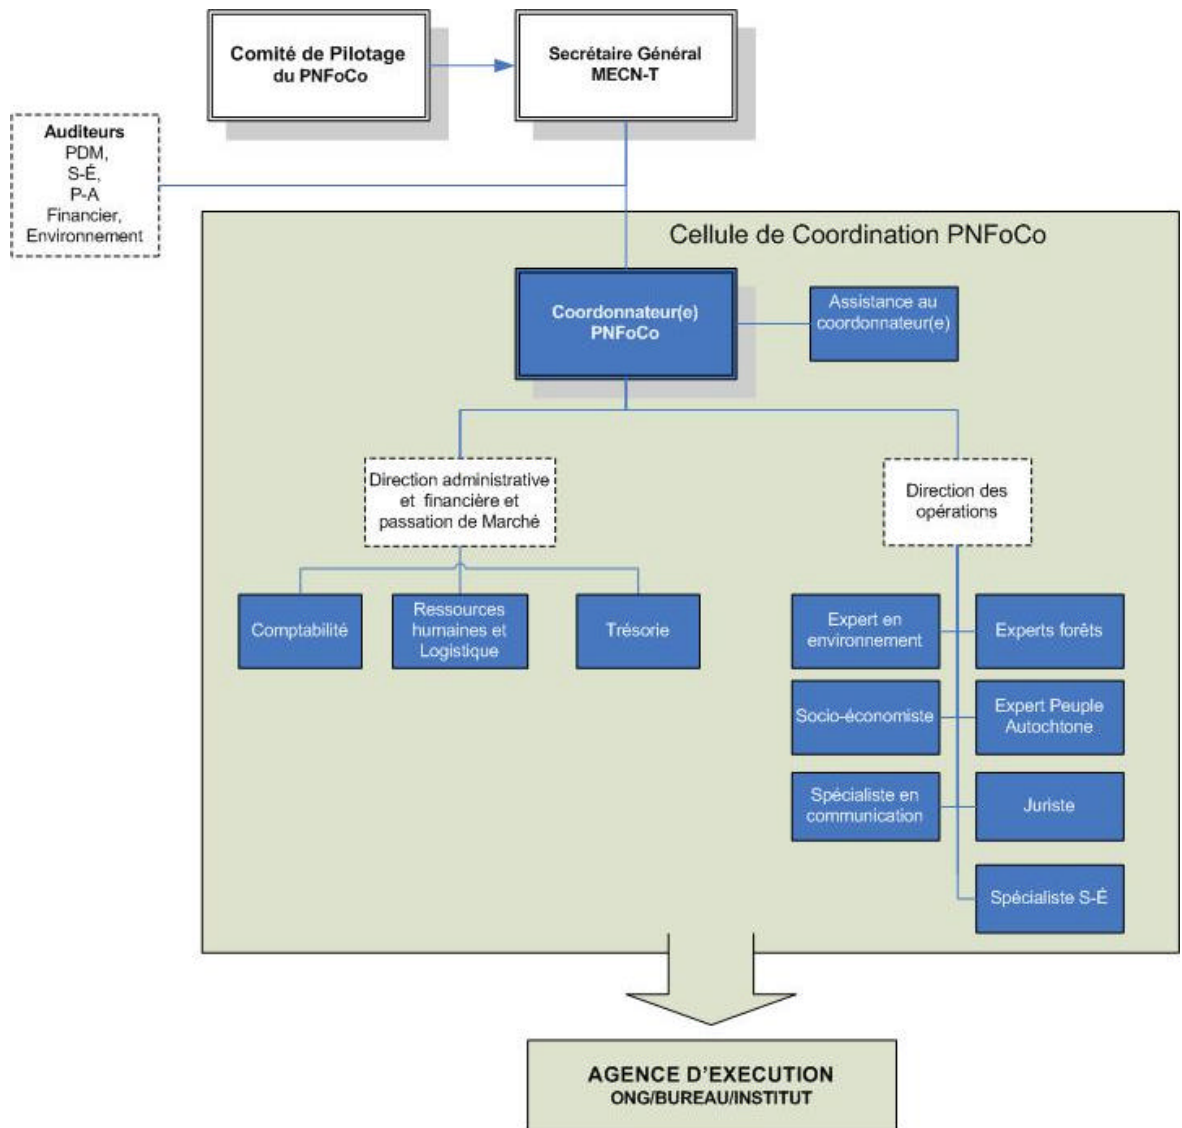 Comité de Pilotage
du PNFoCo
Secrétaire Général
MECN-T
Auditeurs
PDM,
S-É,
P-A
Financier,
Environnement
Cellule de Coordination PNFoCo
Coordonnateur(e)
PNFoCo
Assistance au
coordonnateur(e)
Direction administrative
et financière et
passation de Marché
Direction des
opérations
Comptabilité
Ressources
humaines et
Logistique
Trésorie
Expert en
environnement
Experts forêts
Socio-économiste
Expert Peuple
Autochtone
Spécialiste en
communication
Juriste
Spécialiste S-É
AGENCE D'EXECUTION
ONG/BUREAU/INSTITUT